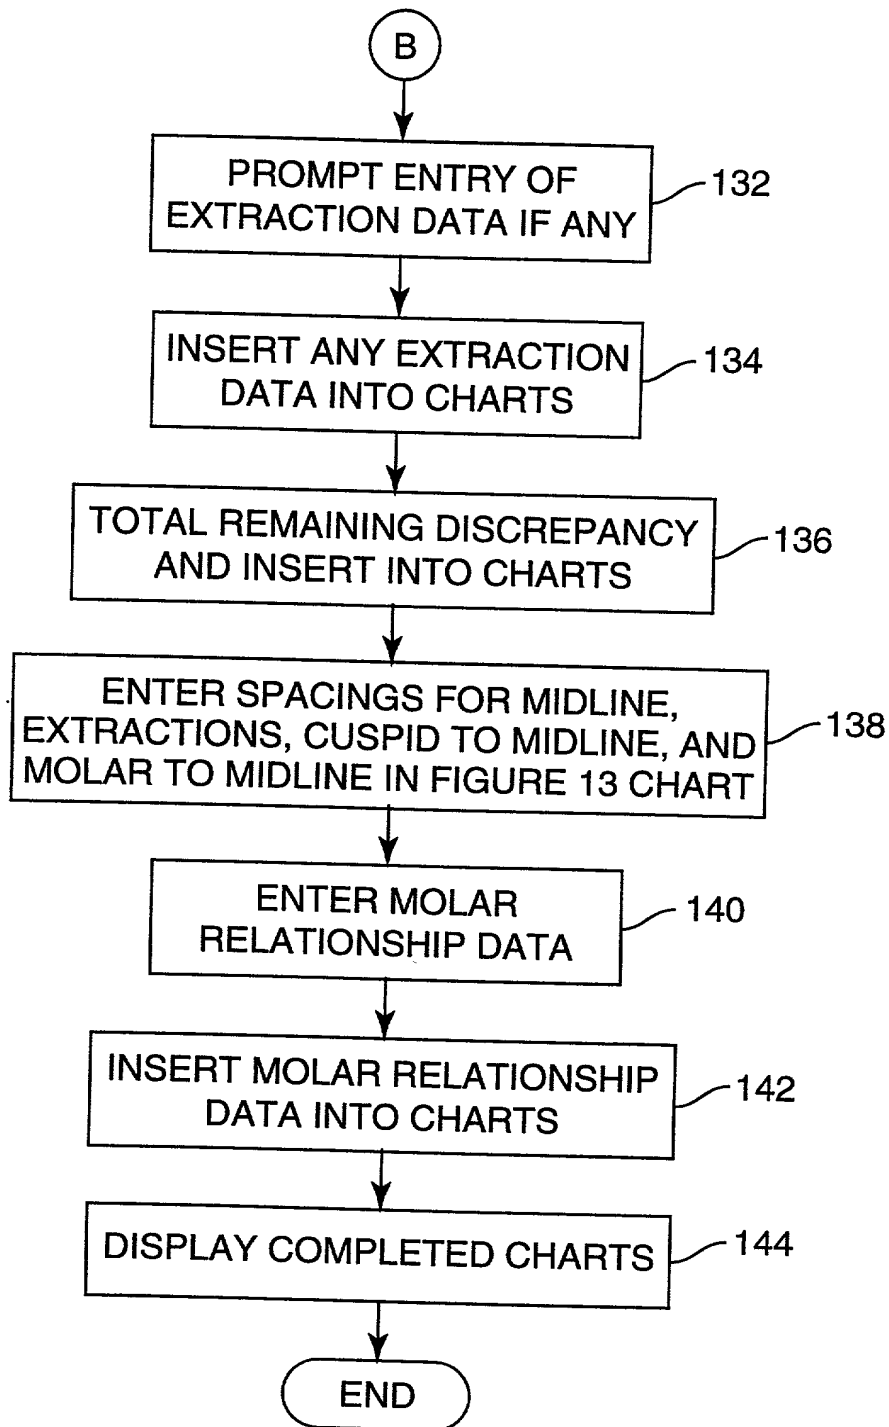 B
PROMPT ENTRY OF
EXTRACTION DATA IF ANY
132
INSERT ANY EXTRACTION
DATA INTO CHARTS
134
TOTAL REMAINING DISCREPANCY
AND INSERT INTO CHARTS
136
ENTER SPACINGS FOR MIDLINE,
EXTRACTIONS, CUSPID TO MIDLINE, AND
MOLAR TO MIDLINE IN FIGURE 13 CHART
138
ENTER MOLAR
RELATIONSHIP DATA
140
INSERT MOLAR RELATIONSHIP
DATA INTO CHARTS
142
DISPLAY COMPLETED CHARTS
144
END